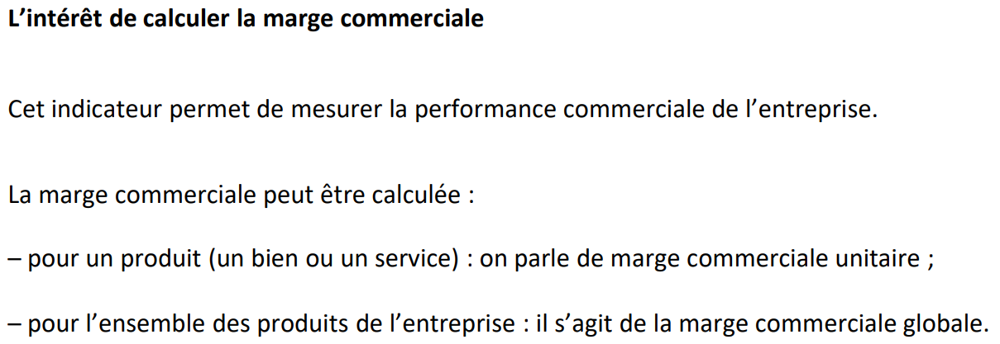 L’intérêt de calculer la marge commerciale
Cet indicateur permet de mesurer la performance commerciale de l’entreprise.
La marge commerciale peut être calculée :
– pour un produit (un bien ou un service) : on parle de marge commerciale unitaire ;
– pour l’ensemble des produits de l’entreprise : il s’agit de la marge commerciale globale.